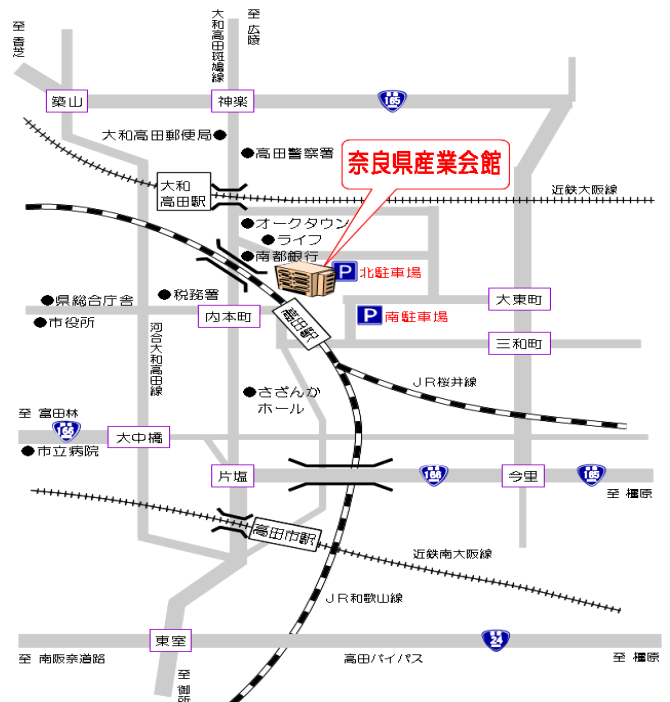 至 香芝
大和高田斑鳩線
至 広陵
築山
神楽
165
大和高田郵便局
高田警察署
奈良県産業会館
大和
高田駅
近鉄大阪線
オークタウン
ライフ
南都銀行
P 北駐車場
県総合庁舎
税務署
大東町
市役所
内本町
高田駅
P 南駐車場
三和町
河合大和高田線
JR桜井線
さざんか
ホール
至 富田林
166
大中橋
市立病院
片塩
166
今里
165
至 橿原
高田市駅
近鉄南大阪線
JR和歌山線
東室
24
至 南阪奈道路
高田バイパス
至 橿原
至 御所